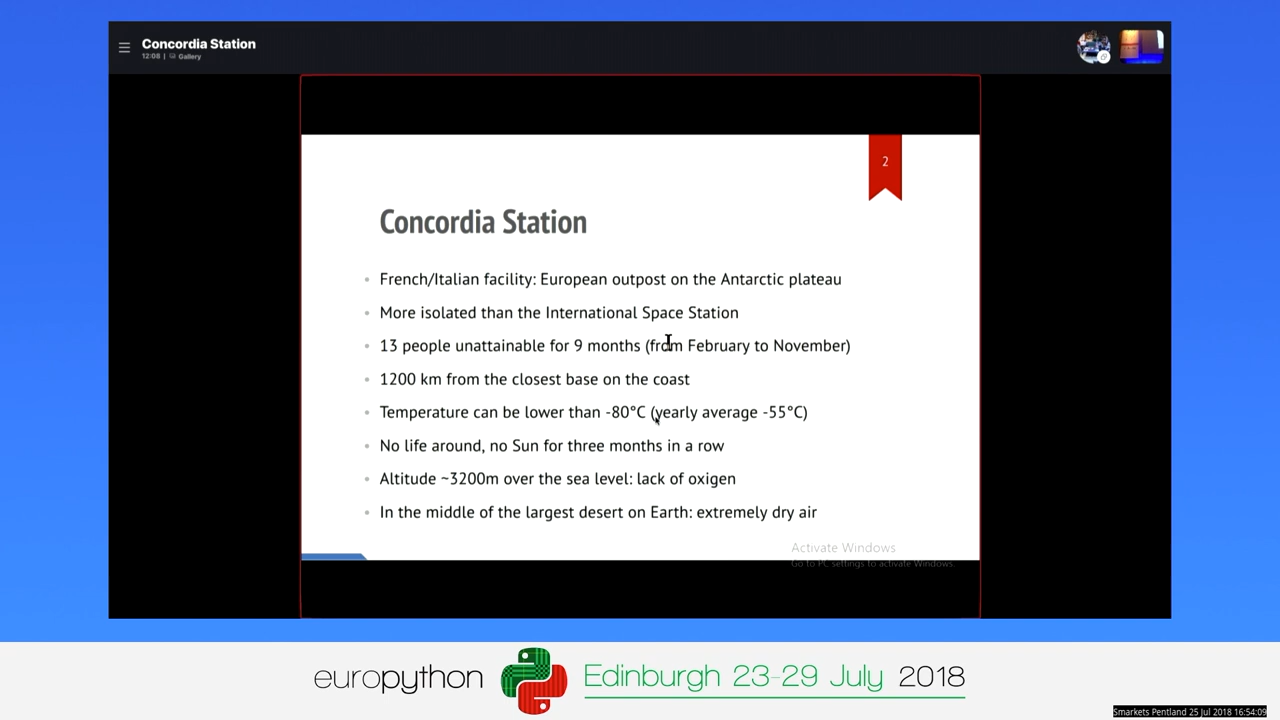 Concordia Station
12:08 | Gallery
2
Concordia Station
French/Italian facility: European outpost on the Antarctic plateau
More isolated than the International Space Station
13 people unattainable for 9 months (from February to November)
1200 km from the closest base on the coast
Temperature can be lower than -80°C (yearly average -55°C)
No life around, no Sun for three months in a row
Altitude ~3200m over the sea level: lack of oxigen
In the middle of the largest desert on Earth: extremely dry air
Activate Windows
Go to PC settings to activate Windows.
europython Edinburgh 23-29 July 2018
Smarkets Pentland 25 Jul 2018 16:54:09